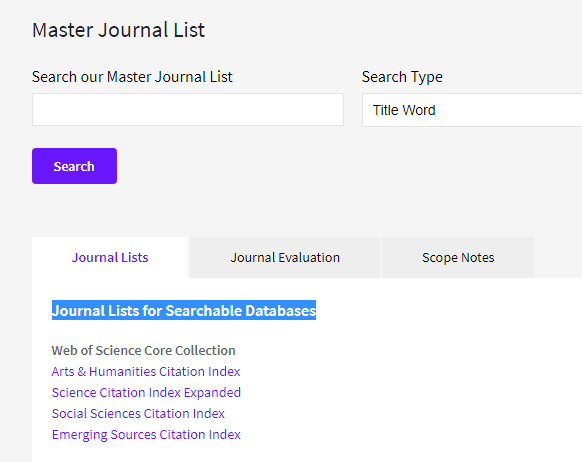 Master Journal List
Search our Master Journal List
Search Type
Title Word
Search
Journal Lists
Journal Evaluation
Scope Notes
Journal Lists for Searchable Databases
Web of Science Core Collection
Arts & Humanities Citation Index
Science Citation Index Expanded
Social Sciences Citation Index
Emerging Sources Citation Index